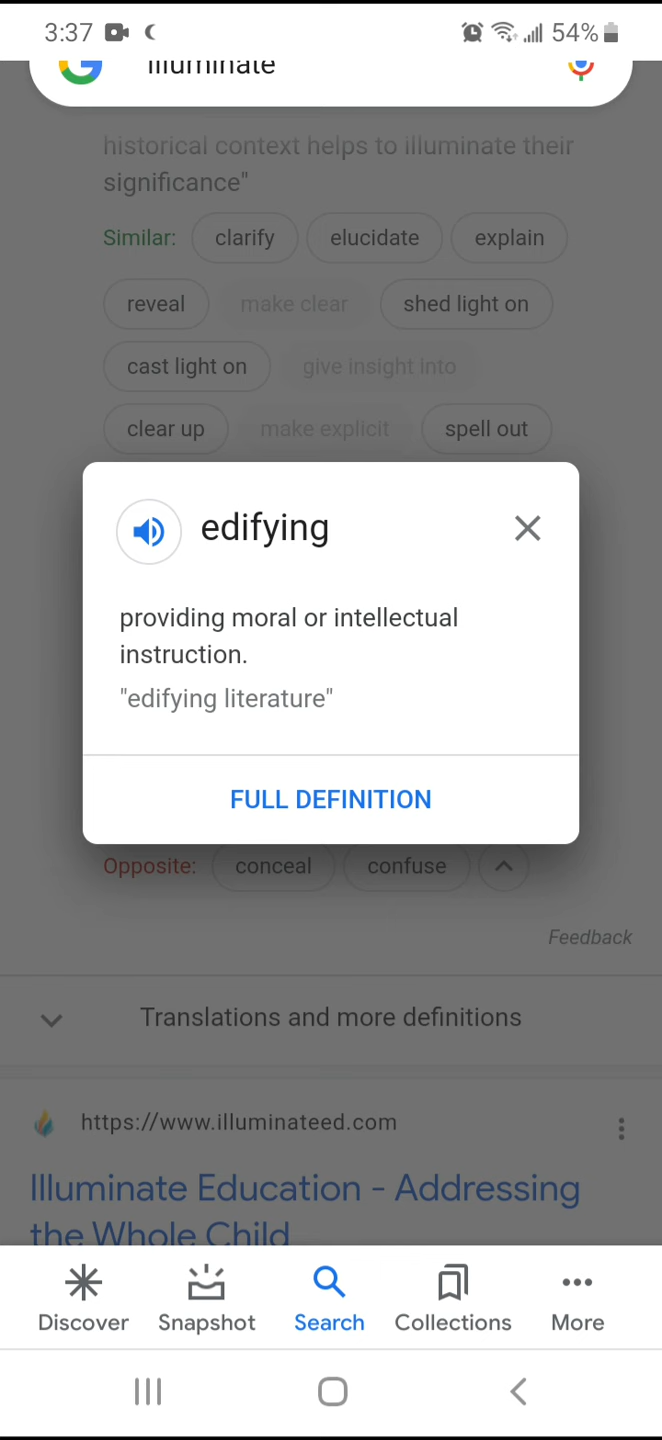 3:37 54%
illuminate
historical context helps to illuminate their
significance"
Similar: clarify elucidate explain
reveal make clear shed light on
cast light on give insight into
clear up make explicit spell out
edifying
providing moral or intellectual
instruction.
"edifying literature"
FULL DEFINITION
Opposite: conceal confuse
Feedback
Translations and more definitions
https://www.illuminateed.com
Illuminate Education - Addressing
the Whole Child
Discover Snapshot Search Collections More